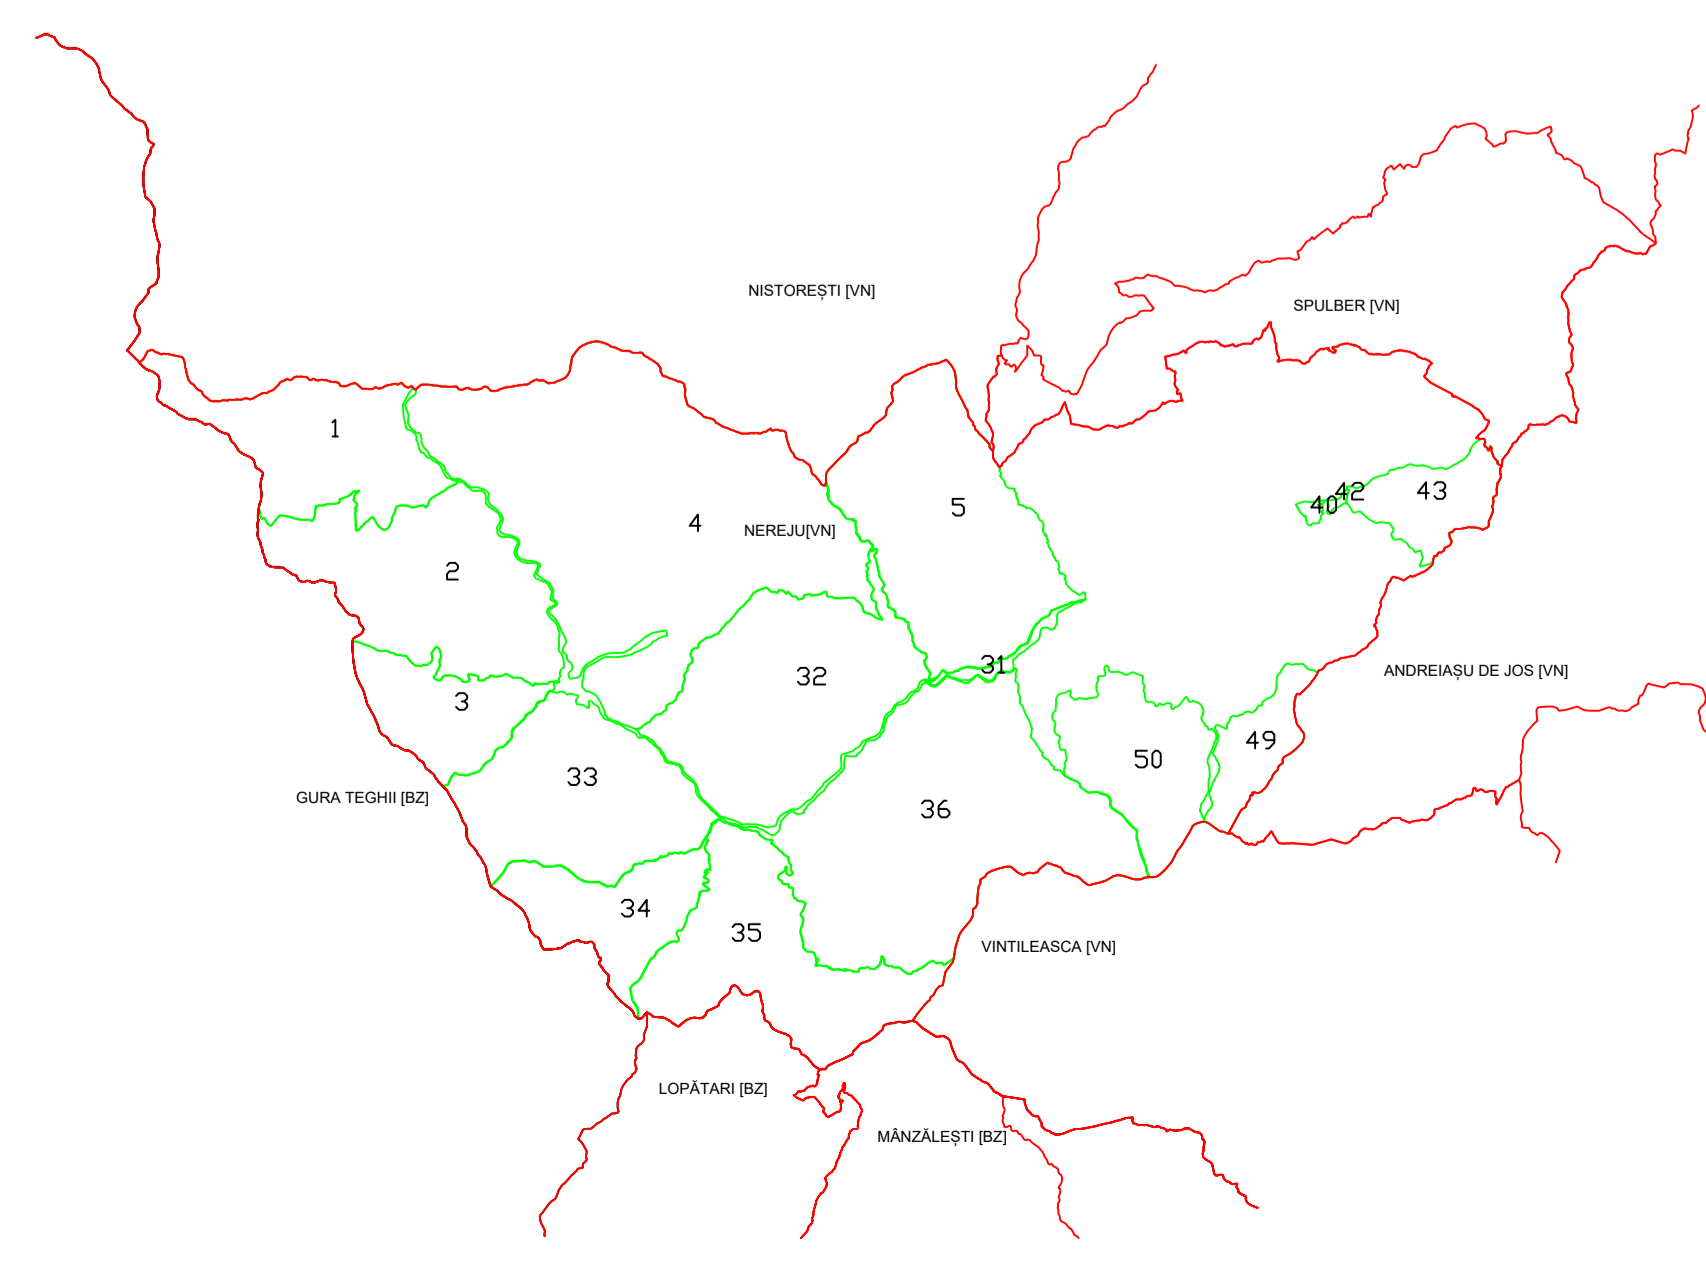 NISTOREȘTI [VN]
SPULBER [VN]
1
43
42
40
5
4
NEREJU[VN]
2
31
ANDREIAȘU DE JOS [VN]
32
3
49
50
33
GURA TEGHII [BZ]
36
34
35
VINTILEASCA [VN]
LOPĂTARI [BZ]
MÂNZĂLEȘTI [BZ]